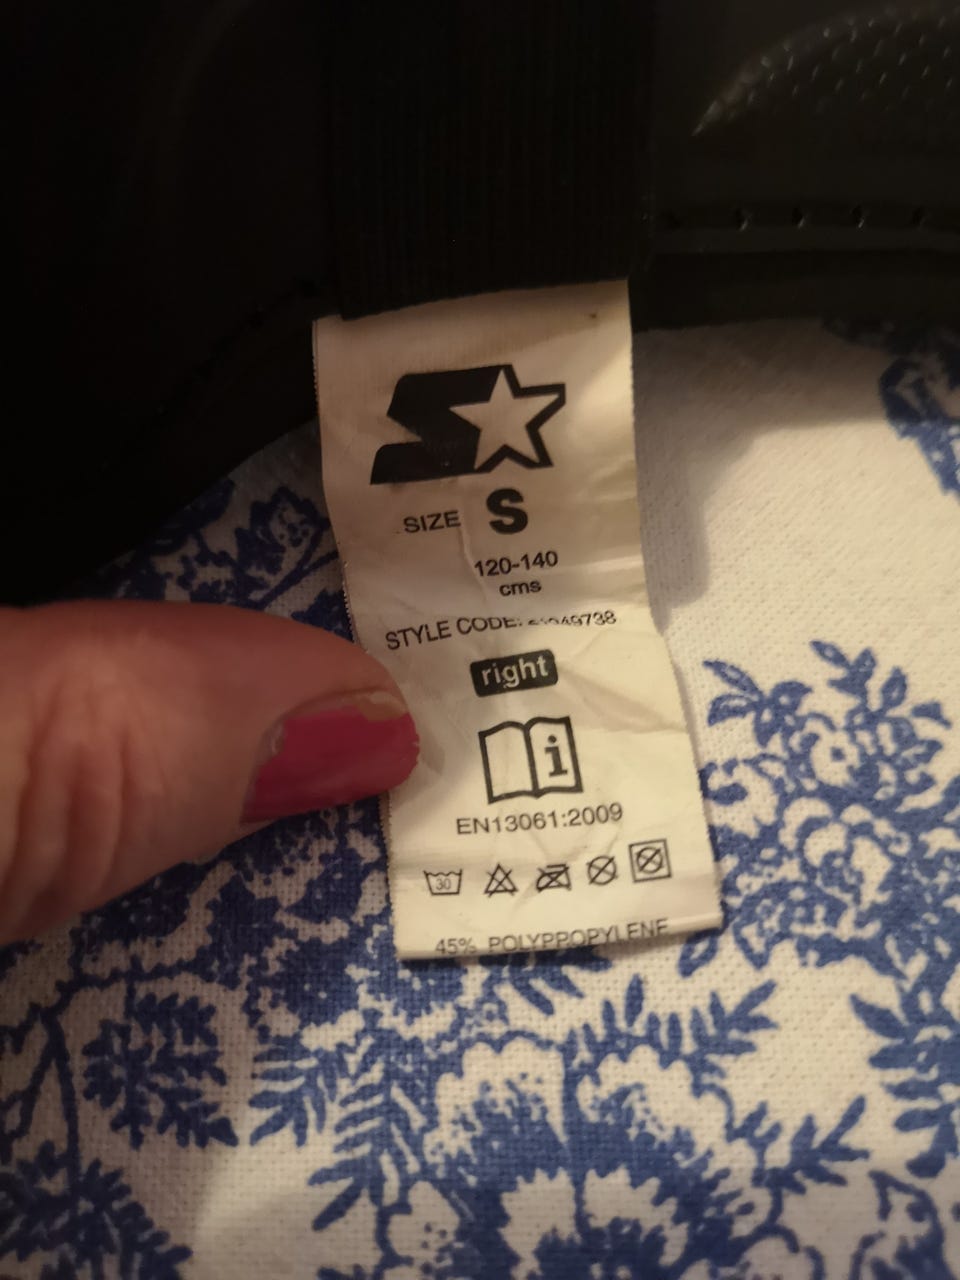 SIZE S
120-140
cms
STYLE CODE:
right
i
EN13061:2009
30
45% POLYPROPYLENE